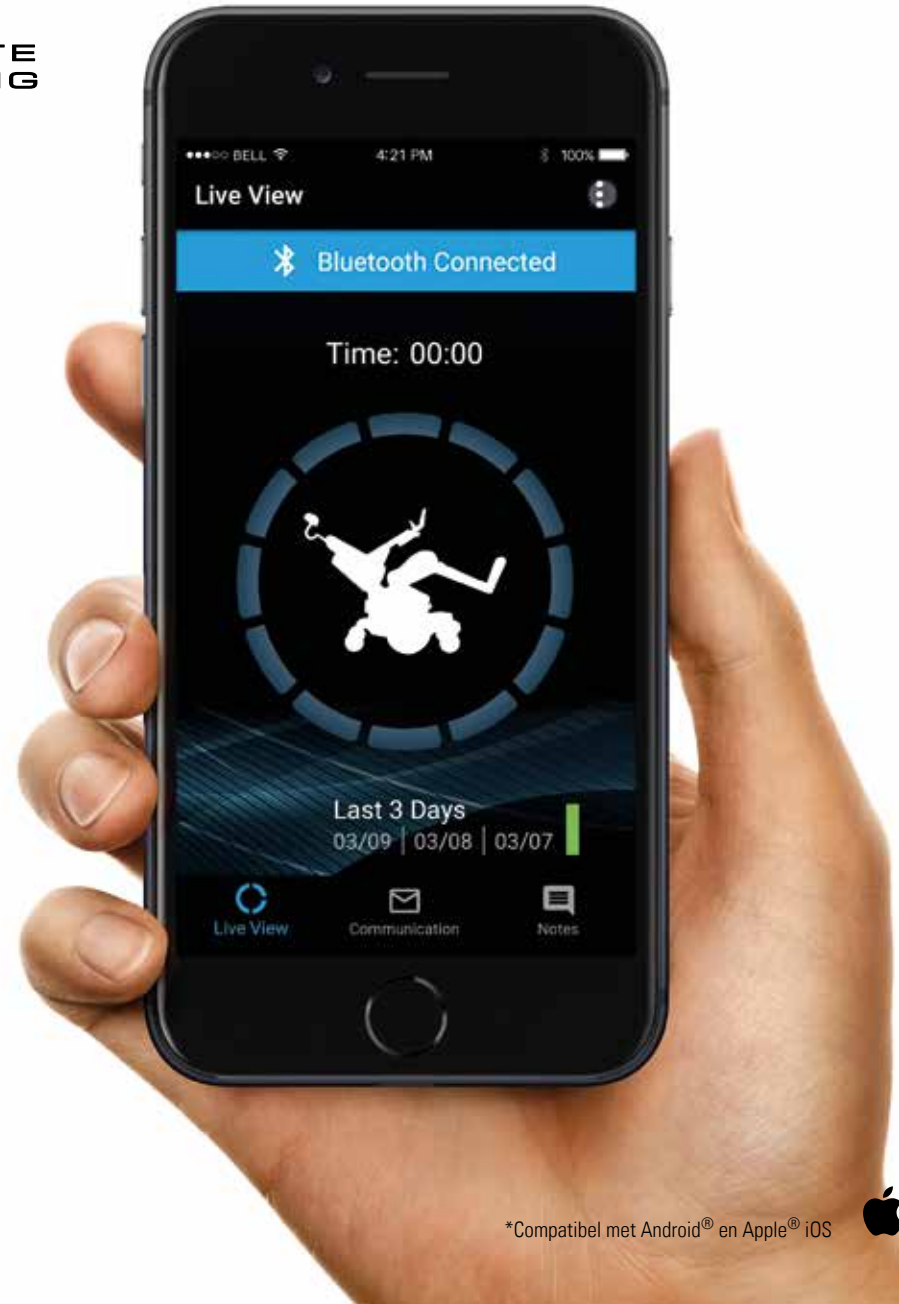 TE
NG
BELL 4:21 PM 100%
Live View
Bluetooth Connected
Time: 00:00
Last 3 Days
03/09 | 03/08 | 03/07
Live View Communication Notes
*Compatibel met Android® en Apple® iOS